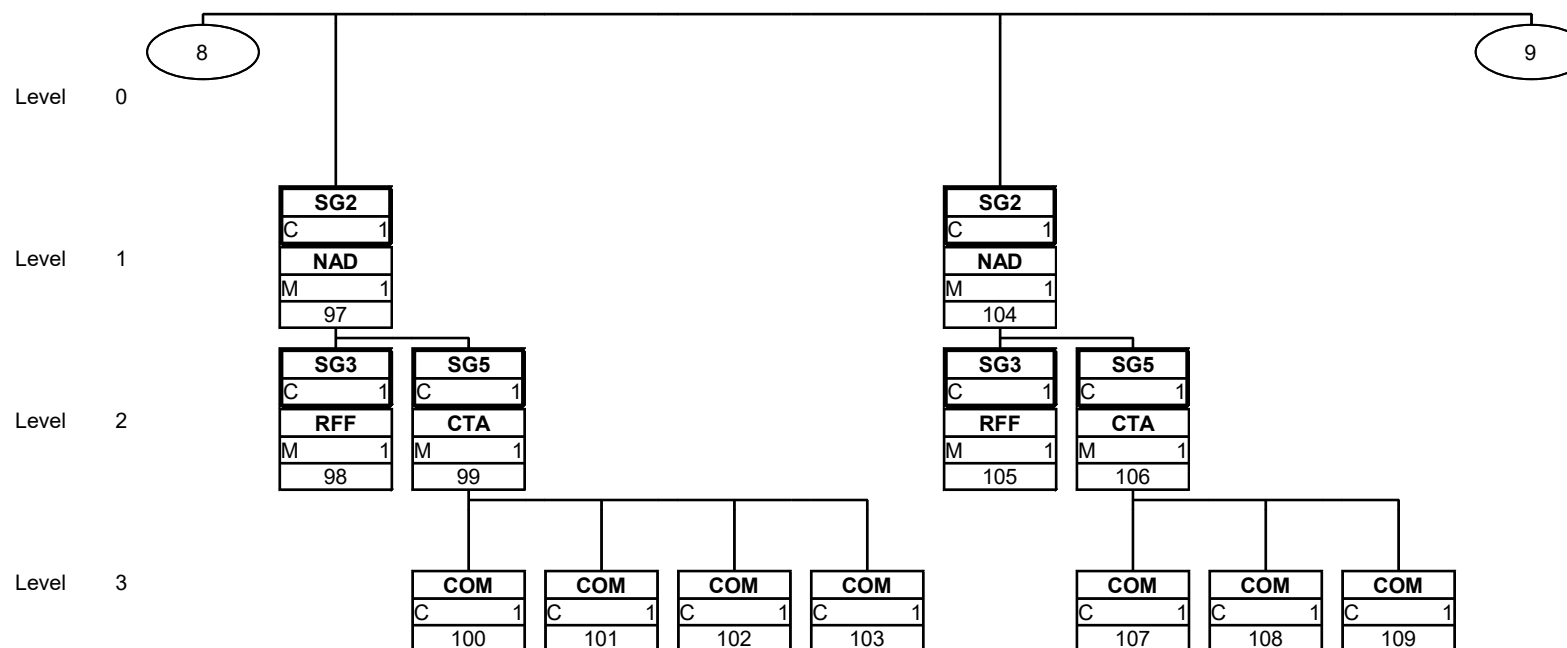 8 9
Level 0
SG2 SG2
C 1 C 1
Level 1 NAD NAD
M 1 M 1
97 104
SG3 SG5 SG3 SG5
C 1 C 1 C 1 C 1
Level 2 RFF CTA RFF CTA
M 1 M 1 M 1 M 1
98 99 105 106
Level 3 COM COM COM COM COM COM COM
C 1 C 1 C 1 C 1 C 1 C 1 C 1
100 101 102 103 107 108 109